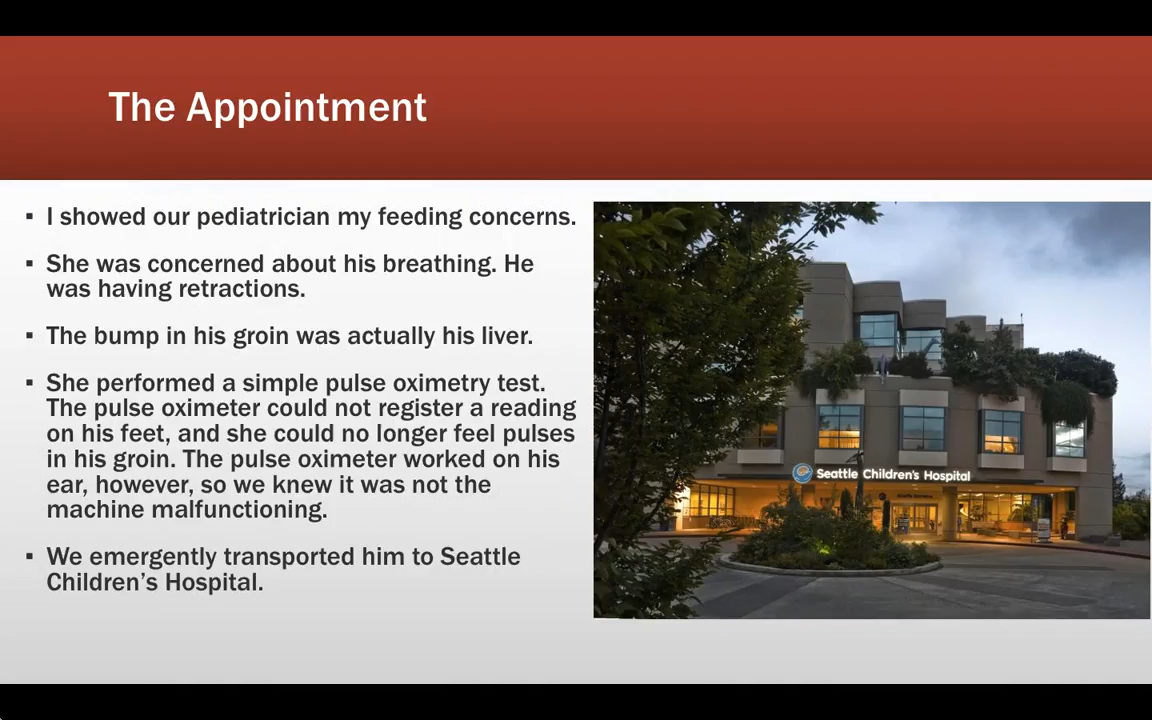 The Appointment
▪ I showed our pediatrician my feeding concerns.
▪ She was concerned about his breathing. He
was having retractions.
▪ The bump in his groin was actually his liver.
▪ She performed a simple pulse oximetry test.
The pulse oximeter could not register a reading
on his feet, and she could no longer feel pulses
in his groin. The pulse oximeter worked on his
ear, however, so we knew it was not the
machine malfunctioning.
▪ We emergently transported him to Seattle
Children’s Hospital.
Seattle Children's Hospital